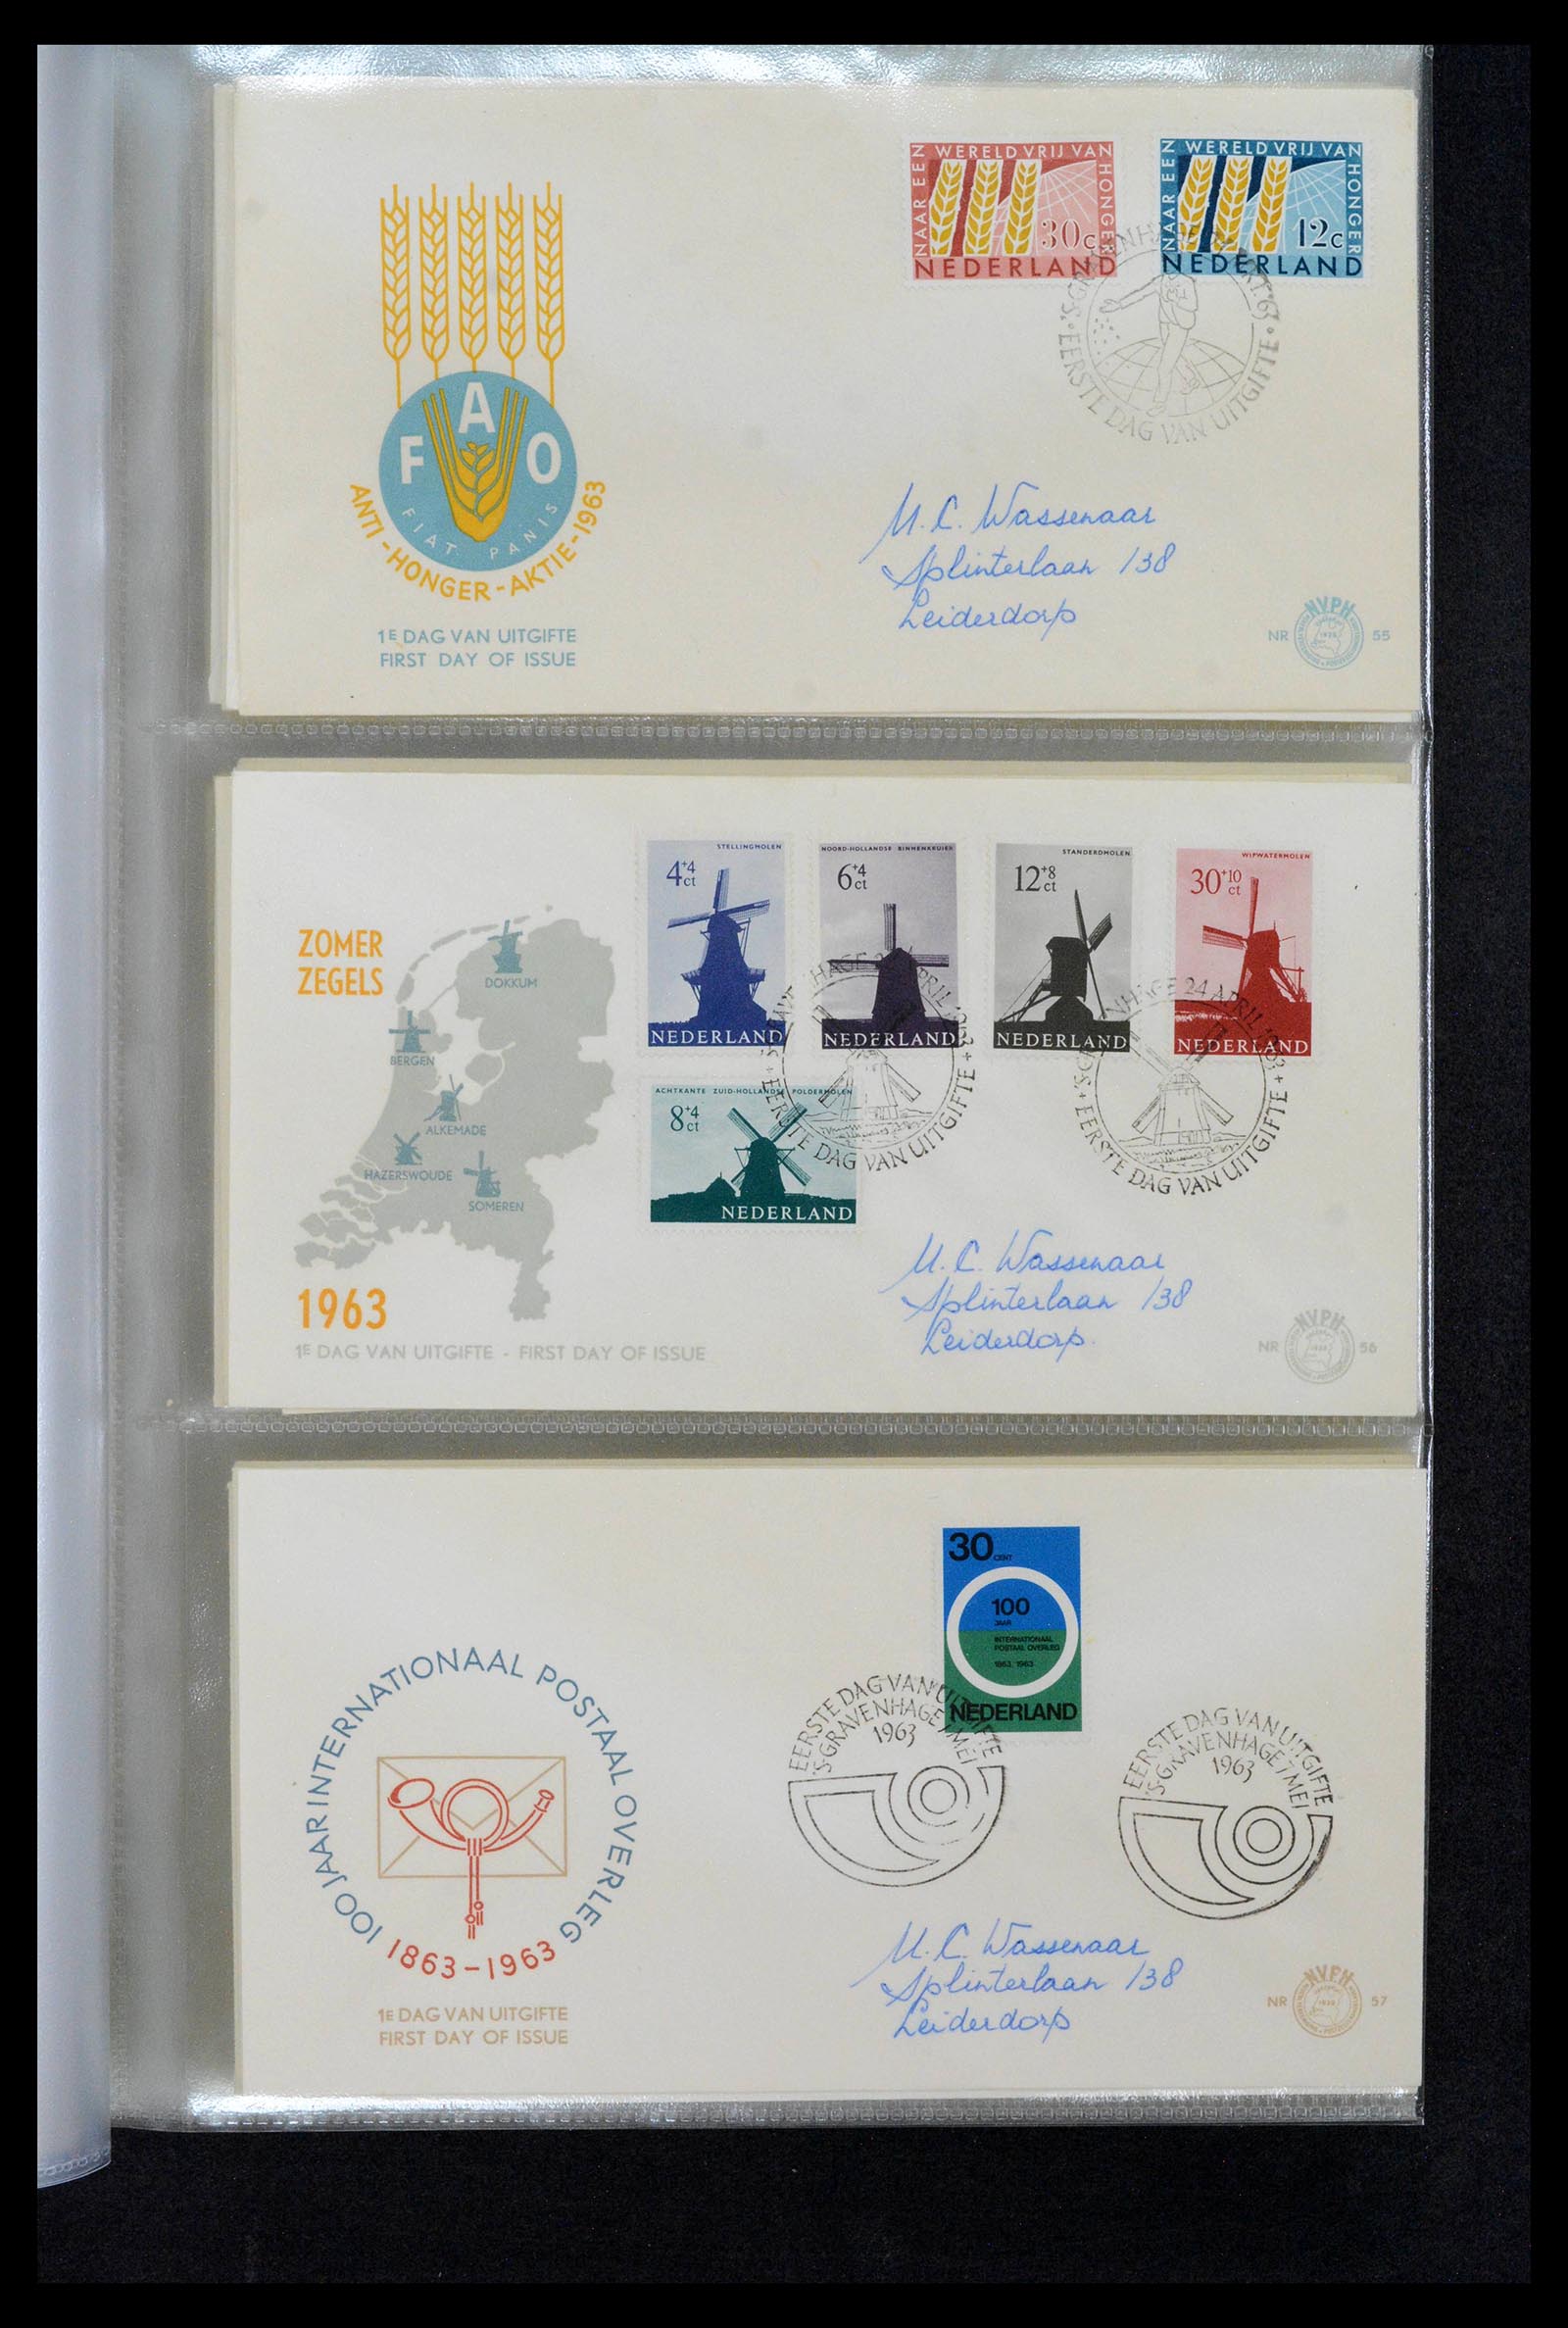 NAAR EEN WERELD VRIJ VAN HONGER
30c
NEDERLAND
NAAR EEN WERELD VRIJ VAN HONGER
12c
NEDERLAND
EERSTE DAG VAN UITGIFTE
FAO
FIAT PANIS
ANTI-HONGER-AKTIE-1963
1E DAG VAN UITGIFTE
FIRST DAY OF ISSUE
M. C. Wassenaar
Splinterlaan 138
Leiderdorp
NR NVPH 55
ZOMER
ZEGELS
DOKKUM
BERGEN
ALKEMADE
HAZERSWOUDE
SOMEREN
1963
1E DAG VAN UITGIFTE - FIRST DAY OF ISSUE
STELLINGMOLEN
4+4 ct
NEDERLAND
NOORD-HOLLANDSE BINNENKRUIER
6+4 ct
NEDERLAND
STANDERDMOLEN
12+8 ct
NEDERLAND
WIPWATERMOLEN
30+10 ct
NEDERLAND
ACHTKANTE ZUID-HOLLANDSE POLDERMOLEN
8+4 ct
NEDERLAND
APRIL 1963
EERSTE DAG VAN UITGIFTE
24 APRIL 1963
EERSTE DAG VAN UITGIFTE
M. C. Wassenaar
Splinterlaan 138
Leiderdorp.
NR NVPH 56
30 CENT
100
JAAR
INTERNATIONAAL
POSTAAL OVERLEG
1863 1963
NEDERLAND
EERSTE DAG VAN UITGIFTE
'S-GRAVENHAGE 7 MEI
1963
EERSTE DAG VAN UITGIFTE
'S-GRAVENHAGE 7 MEI
1963
100 JAAR INTERNATIONAAL POSTAAL OVERLEG
1863-1963
1E DAG VAN UITGIFTE
FIRST DAY OF ISSUE
M. C. Wassenaar
Splinterlaan 138
Leiderdorp
NR NVPH 57